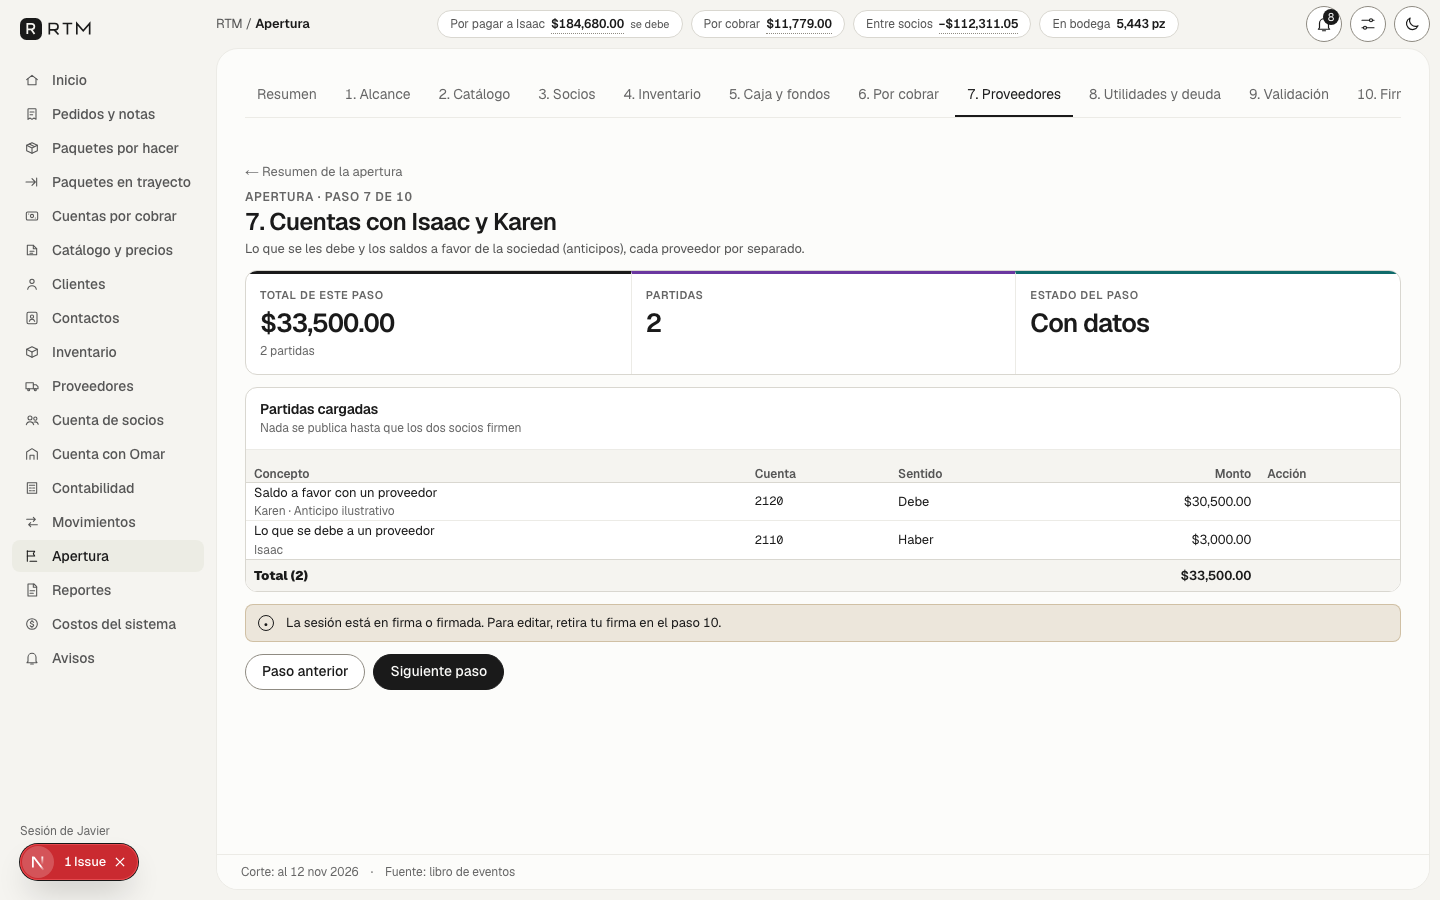 R RTM
RTM / Apertura
Por pagar a Isaac $184,680.00 se debe
Por cobrar $11,779.00
Entre socios −$112,311.05
En bodega 5,443 pz
8
Inicio
Pedidos y notas
Paquetes por hacer
Paquetes en trayecto
Cuentas por cobrar
Catálogo y precios
Clientes
Contactos
Inventario
Proveedores
Cuenta de socios
Cuenta con Omar
Contabilidad
Movimientos
Apertura
Reportes
Costos del sistema
Avisos
Sesión de Javier
N 1 Issue
Resumen 1. Alcance 2. Catálogo 3. Socios 4. Inventario 5. Caja y fondos 6. Por cobrar 7. Proveedores 8. Utilidades y deuda 9. Validación 10. Firr
← Resumen de la apertura
APERTURA · PASO 7 DE 10
7. Cuentas con Isaac y Karen
Lo que se les debe y los saldos a favor de la sociedad (anticipos), cada proveedor por separado.
TOTAL DE ESTE PASO
$33,500.00
2 partidas
PARTIDAS
2
ESTADO DEL PASO
Con datos
Partidas cargadas
Nada se publica hasta que los dos socios firmen
Concepto Cuenta Sentido Monto Acción
Saldo a favor con un proveedor 2120 Debe $30,500.00
Karen · Anticipo ilustrativo
Lo que se debe a un proveedor 2110 Haber $3,000.00
Isaac
Total (2) $33,500.00
La sesión está en firma o firmada. Para editar, retira tu firma en el paso 10.
Paso anterior Siguiente paso
Corte: al 12 nov 2026 · Fuente: libro de eventos